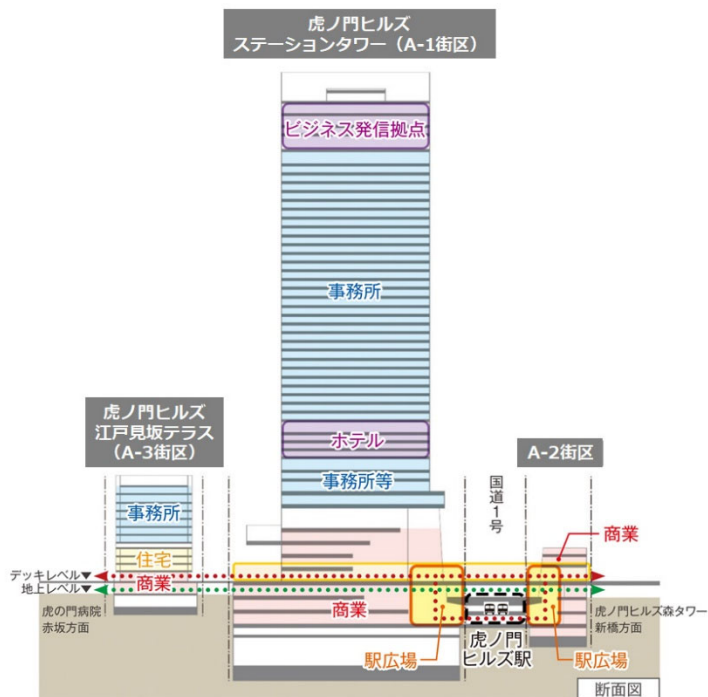 虎ノ門ヒルズ
ステーションタワー（A-1街区）
ビジネス発信拠点
事務所
ホテル
事務所等
虎ノ門ヒルズ
江戸見坂テラス
（A-3街区）
事務所
住宅
商業
A-2街区
国道1号
商業
デッキレベル▼
地上レベル▼
虎の門病院
赤坂方面
商業
駅広場
虎ノ門
ヒルズ駅
駅広場
虎ノ門ヒルズ森タワー
新橋方面
断面図